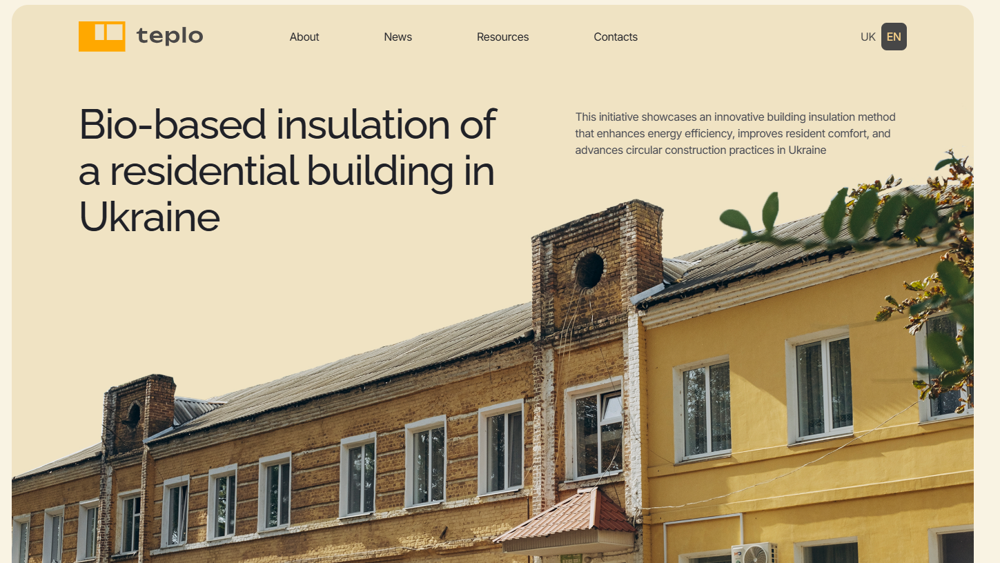 teplo
About
News
Resources
Contacts
UK
EN
Bio-based insulation of
a residential building in
Ukraine
This initiative showcases an innovative building insulation method
that enhances energy efficiency, improves resident comfort, and
advances circular construction practices in Ukraine